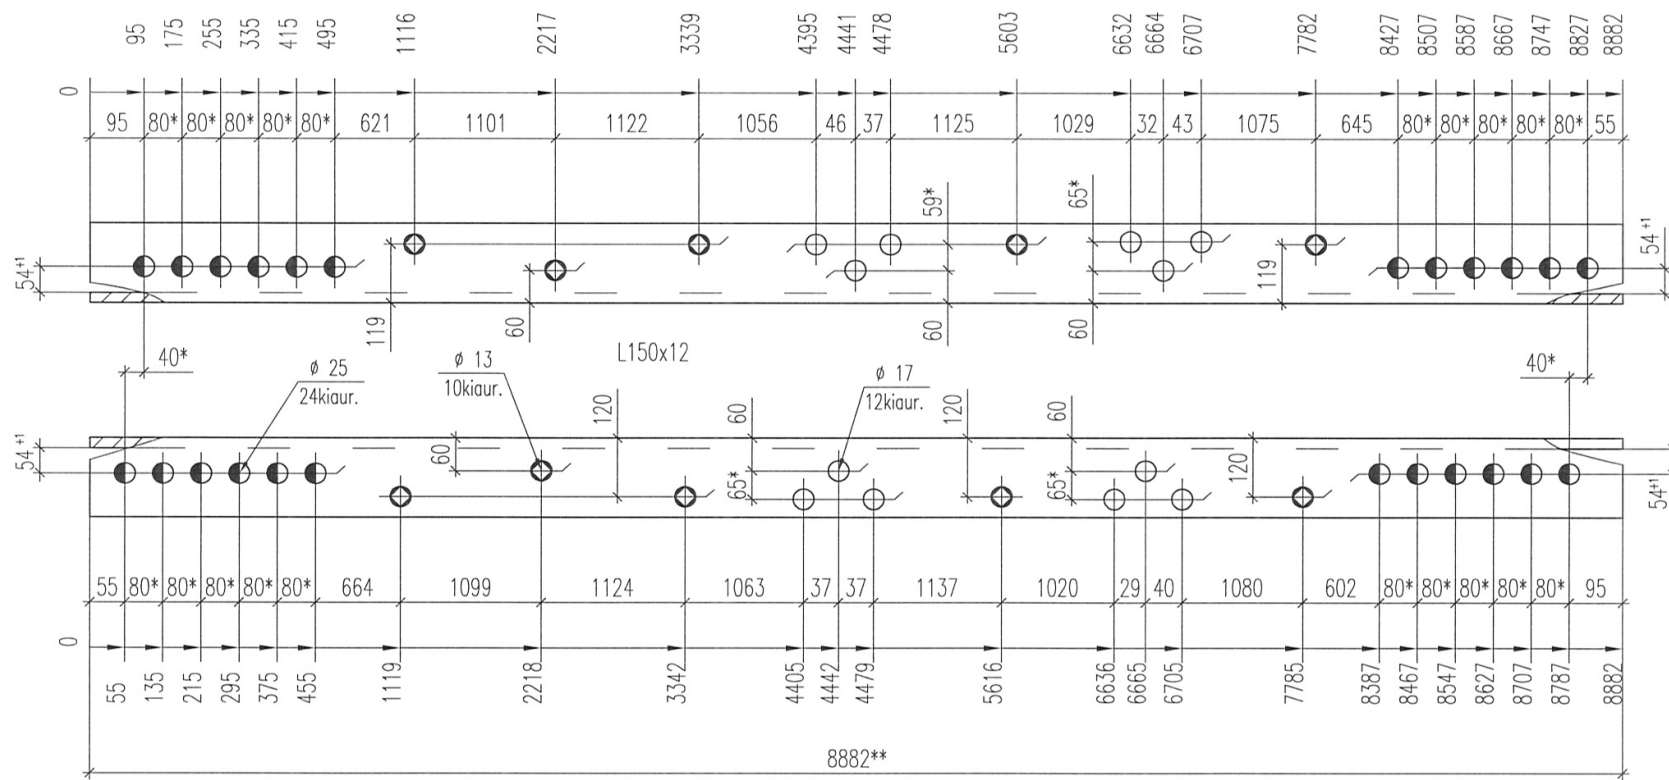 0 95 175 255 335 415 495 1116 2217 3339 4395 4441 4478 5603 6632 6664 6707 7782 8427 8507 8587 8667 8747 8827 8882
95 80* 80* 80* 80* 80* 621 1101 1122 1056 46 37 1125 1029 32 43 1075 645 80* 80* 80* 80* 80* 55
59* 65*
54+1 119 60 60 60 119 54+1
40* L150x12 40*
ø 25
24kiaur.
ø 13
10kiaur.
ø 17
12kiaur.
54+1 60 120 60 65* 120 60 65* 120 54+1
55 80* 80* 80* 80* 80* 664 1099 1124 1063 37 37 1137 1020 29 40 1080 602 80* 80* 80* 80* 80* 95
0 55 135 215 295 375 455 1119 2218 3342 4405 4442 4479 5616 6636 6665 6705 7785 8387 8467 8547 8627 8707 8787 8882
8882**